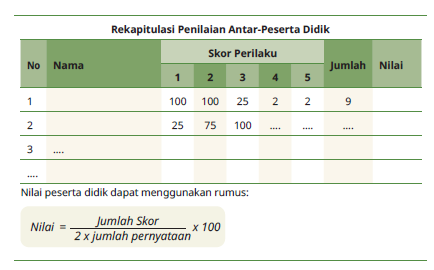 Rekapitulasi Penilaian Antar-Peserta Didik
No Nama Skor Perilaku Jumlah Nilai
1 2 3 4 5
1 100 100 25 2 2 9
2 25 75 100 .... .... ....
3 ....
....
Nilai peserta didik dapat menggunakan rumus:
Nilai = Jumlah Skor x 100
2 x jumlah pernyataan